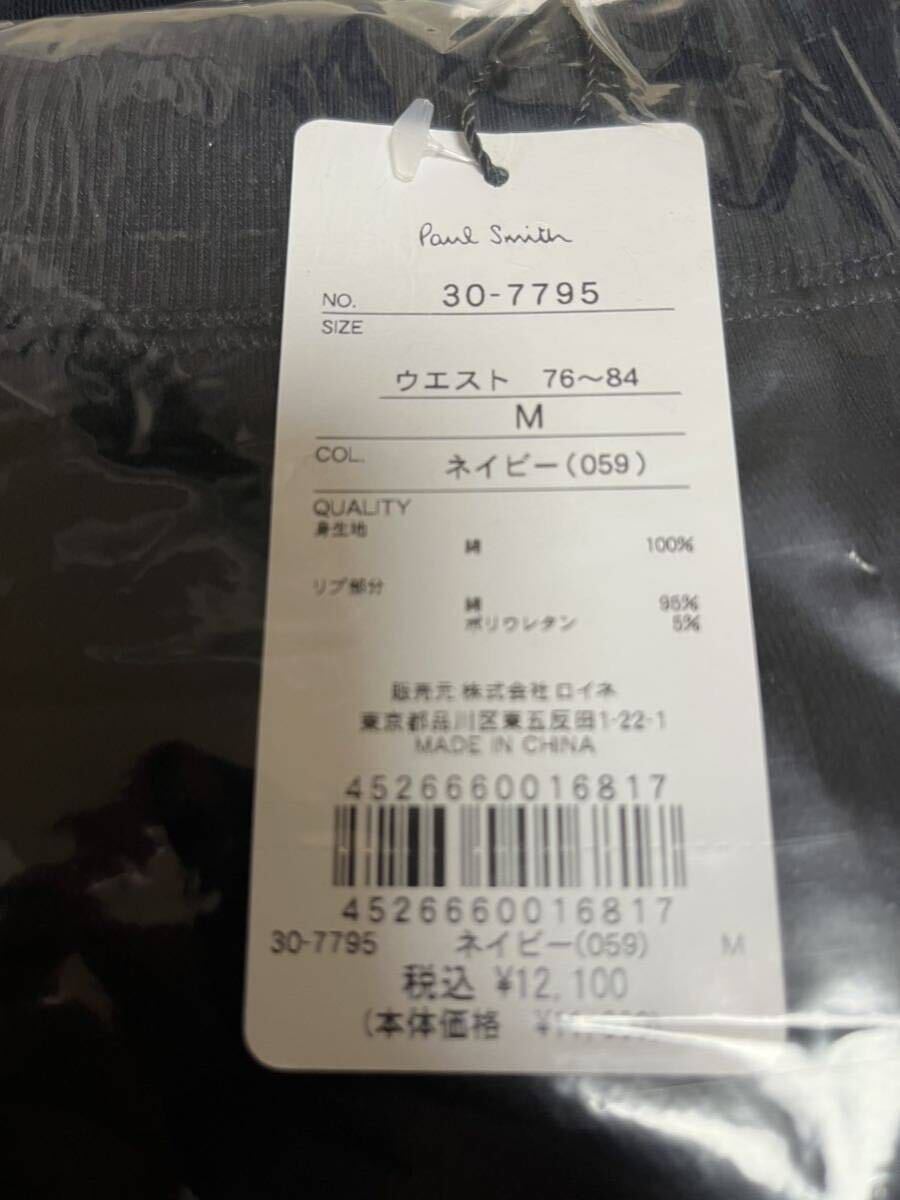 Paul Smith
NO. 30-7795
SIZE
ウエスト 76〜84
M
COL. ネイビー(059)
QUALITY
身生地
綿 100%
リブ部分
綿 95%
ポリウレタン 5%
販売元 株式会社 ロイネ
東京都品川区東五反田1-22-1
MADE IN CHINA
4526660016817
4526660016817
30-7795 ネイビー(059) M
税込 ¥12,100
(本体価格